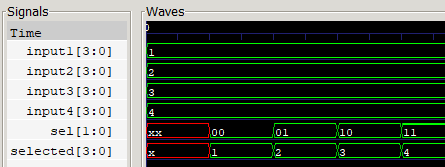 Signals Waves
Time 0
input1[3:0] 1
input2[3:0] 2
input3[3:0] 3
input4[3:0] 4
sel[1:0] xx 00 01 10 11
selected[3:0] x 1 2 3 4